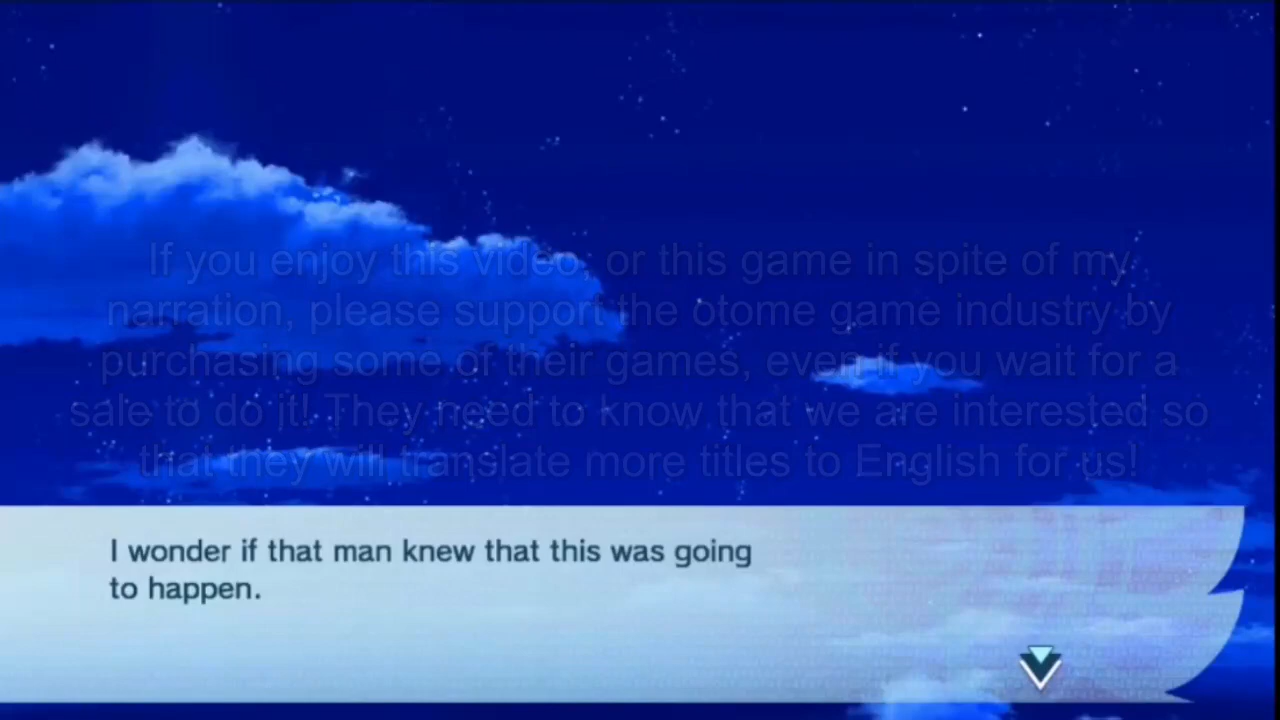 If you enjoy this video, or this game in spite of my
narration, please support the otome game industry by
purchasing some of their games, even if you wait for a
sale to do it! They need to know that we are interested so
that they will translate more titles to English for us!
I wonder if that man knew that this was going
to happen.